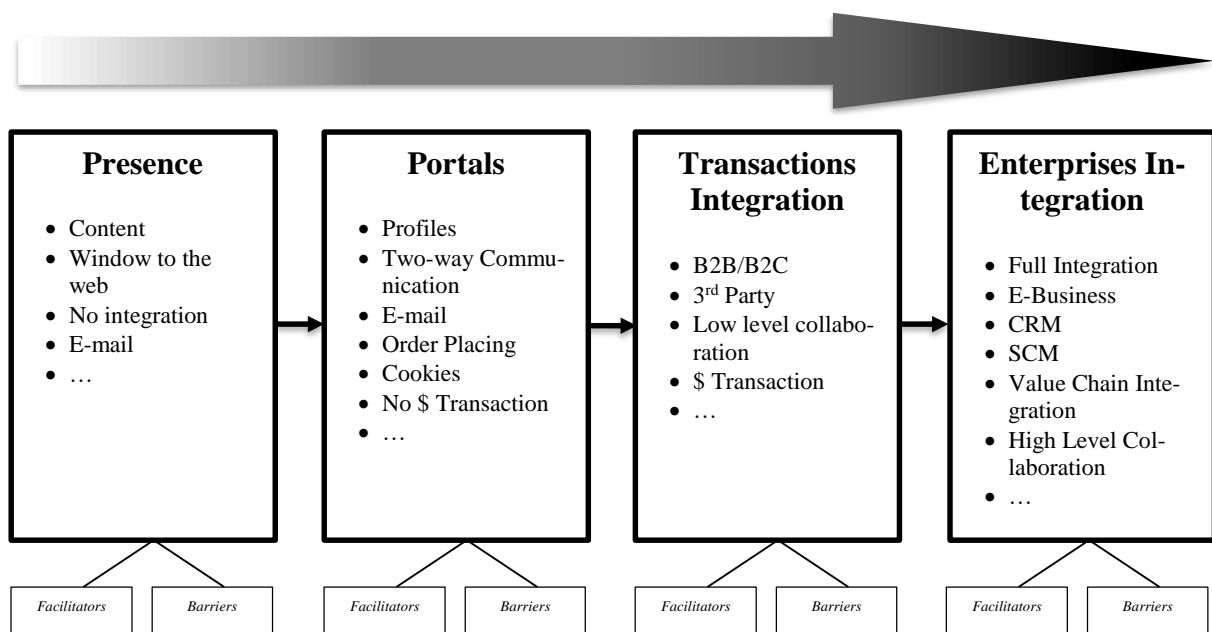 Presence
• Content
• Window to the
web
• No integration
• E-mail
• …
Portals
• Profiles
• Two-way Commu-
nication
• E-mail
• Order Placing
• Cookies
• No $ Transaction
• …
Transactions
Integration
• B2B/B2C
• 3rd Party
• Low level collabo-
ration
• $ Transaction
• …
Enterprises In-
tegration
• Full Integration
• E-Business
• CRM
• SCM
• Value Chain Inte-
gration
• High Level Col-
laboration
• …
Facilitators
Barriers
Facilitators
Barriers
Facilitators
Barriers
Facilitators
Barriers